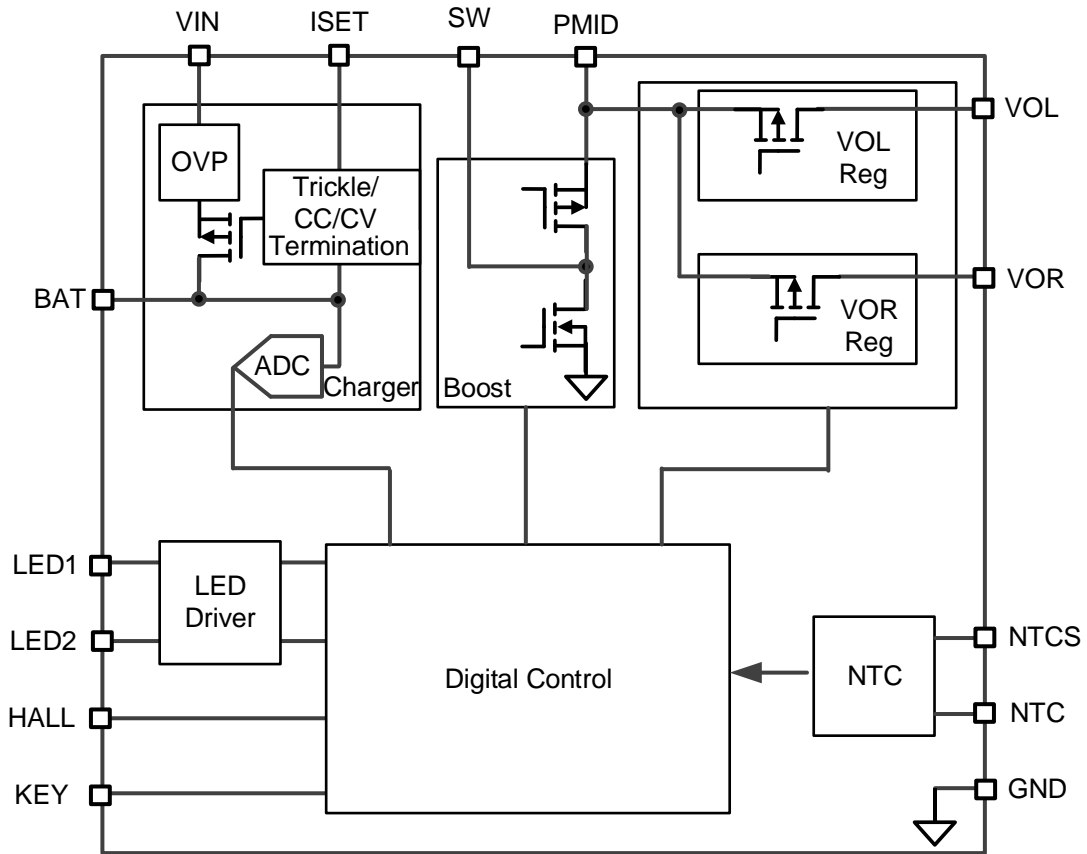 VIN
ISET
SW
PMID
OVP
Trickle/
CC/CV
Termination
VOL
Reg
VOL
BAT
VOR
Reg
VOR
ADC
Charger
Boost
LED1
LED
Driver
LED2
Digital Control
NTC
NTCS
NTC
HALL
KEY
GND